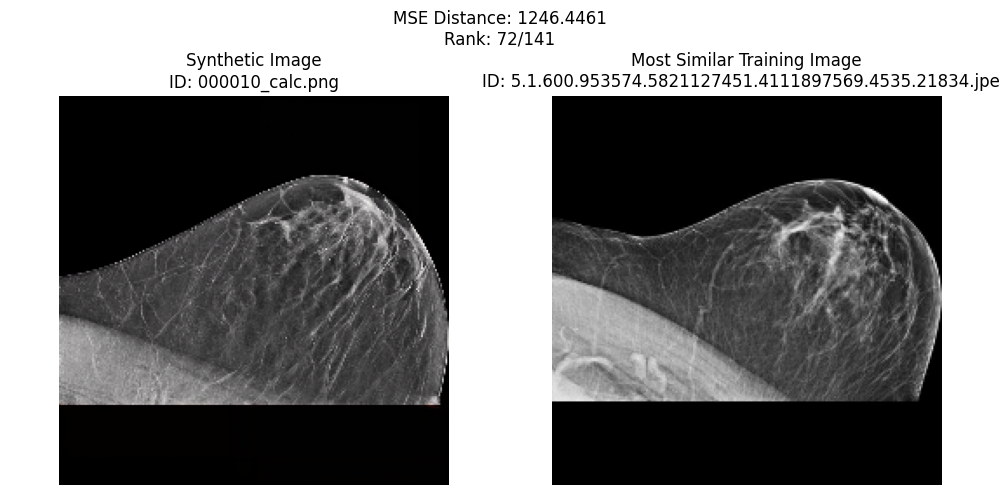 MSE Distance: 1246.4461
Rank: 72/141
Synthetic Image
ID: 000010_calc.png
Most Similar Training Image
ID: 5.1.600.953574.5821127451.4111897569.4535.21834.jpe